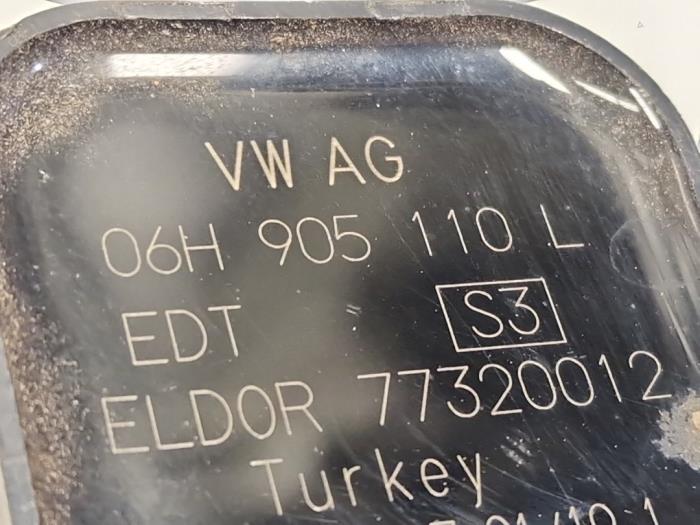 VW AG
06H 905 110 L
EDT S3
ELDOR 77320012
Turkey